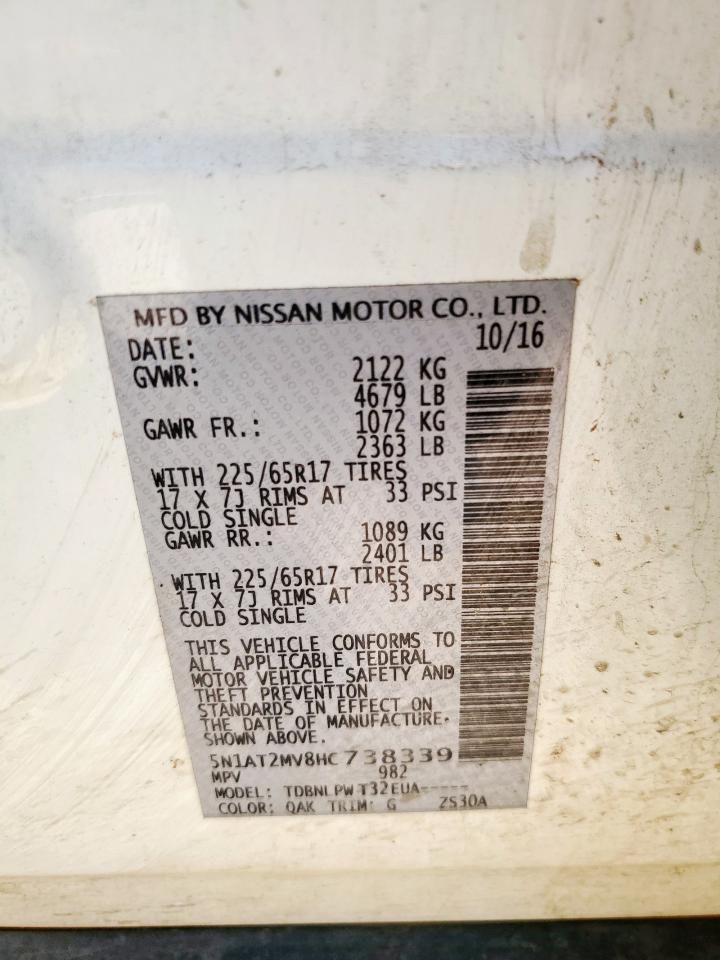 MFD BY NISSAN MOTOR CO., LTD.
DATE: 10/16
GVWR: 2122 KG
4679 LB
GAWR FR.: 1072 KG
2363 LB
WITH 225/65R17 TIRES
17 X 7J RIMS AT 33 PSI
COLD SINGLE
GAWR RR.: 1089 KG
2401 LB
WITH 225/65R17 TIRES
17 X 7J RIMS AT 33 PSI
COLD SINGLE
THIS VEHICLE CONFORMS TO
ALL APPLICABLE FEDERAL
MOTOR VEHICLE SAFETY AND
THEFT PREVENTION
STANDARDS IN EFFECT ON
THE DATE OF MANUFACTURE
SHOWN ABOVE.
5N1AT2MV8HC738339
MPV 982
MODEL: TDBNLPW T32EUA-----
COLOR: QAK TRIM: G ZS30A